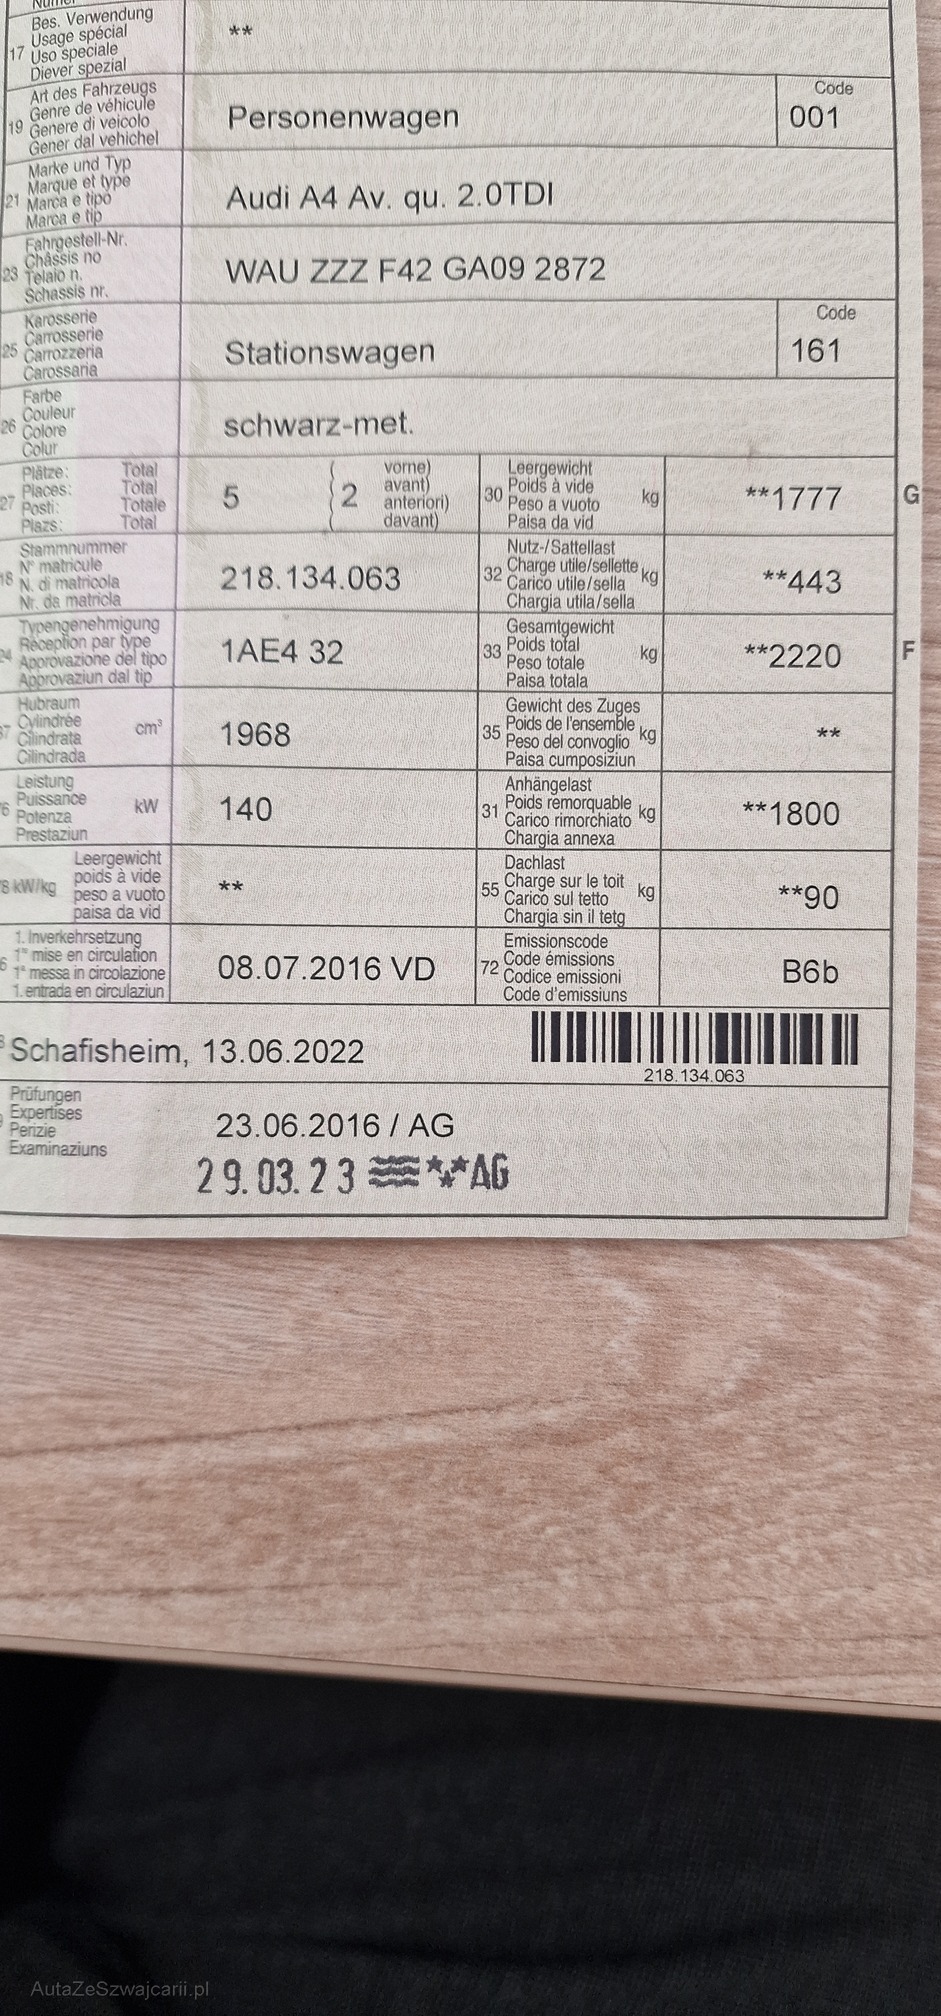 Numer
Bes. Verwendung
Usage spécial
17 Uso speciale
Diever spezial
**
Art des Fahrzeugs
Genre de véhicule
19 Genere di veicolo
Gener dal vehichel
Personenwagen
Code
001
Marke und Typ
Marque et type
21 Marca e tipo
Marca e tip
Audi A4 Av. qu. 2.0TDI
Fahrgestell-Nr.
Châssis no
23 Telaio n.
Schassis nr.
WAU ZZZ F42 GA09 2872
Karosserie
Carrosserie
25 Carrozzeria
Carossaria
Stationswagen
Code
161
Farbe
Couleur
26 Colore
Colur
schwarz-met.
Plätze: Total
Places: Total
27 Posti: Totale
Plazs: Total
5 ( 2 vorne)
avant)
anteriori)
davant)
Leergewicht
30 Poids à vide kg
Peso a vuoto
Paisa da vid
**1777
G
Stammnummer
18 N° matricule
N. di matricola
Nr. da matricla
218.134.063
Nutz-/Sattellast
32 Charge utile/sellette kg
Carico utile/sella
Chargia utila/sella
**443
Typengenehmigung
24 Réception par type
Approvazione del tipo
Approvaziun dal tip
1AE4 32
Gesamtgewicht
33 Poids total kg
Peso totale
Paisa totala
**2220
F
Hubraum
37 Cylindrée cm³
Cilindrata
Cilindrada
1968
Gewicht des Zuges
35 Poids de l'ensemble kg
Peso del convoglio
Paisa cumposiziun
**
Leistung
6 Puissance kW
Potenza
Prestaziun
140
Anhängelast
31 Poids remorquable kg
Carico rimorchiato
Chargia annexa
**1800
Leergewicht
8 kW/kg poids à vide
peso a vuoto
paisa da vid
**
Dachlast
55 Charge sur le toit kg
Carico sul tetto
Chargia sin il tetg
**90
1. Inverkehrsetzung
6 1re mise en circulation
1a messa in circolazione
1. entrada en circulaziun
08.07.2016 VD
Emissionscode
72 Code émissions
Codice emissioni
Code d'emissiuns
B6b
Schafisheim, 13.06.2022
218.134.063
Prüfungen
Expertises
Perizie
Examinaziuns
23.06.2016 / AG
29.03.23 AG
AutaZeSzwajcarii.pl